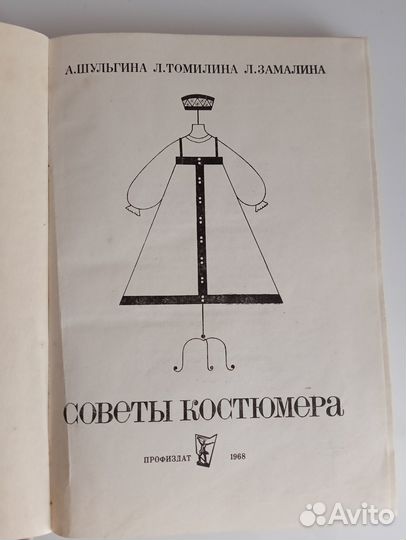 А.ШУЛЬГИНА Л.ТОМИЛИНА Л.ЗАМАЛИНА
СОВЕТЫ КОСТЮМЕРА
ПРОФИЗДАТ 1968
Avito